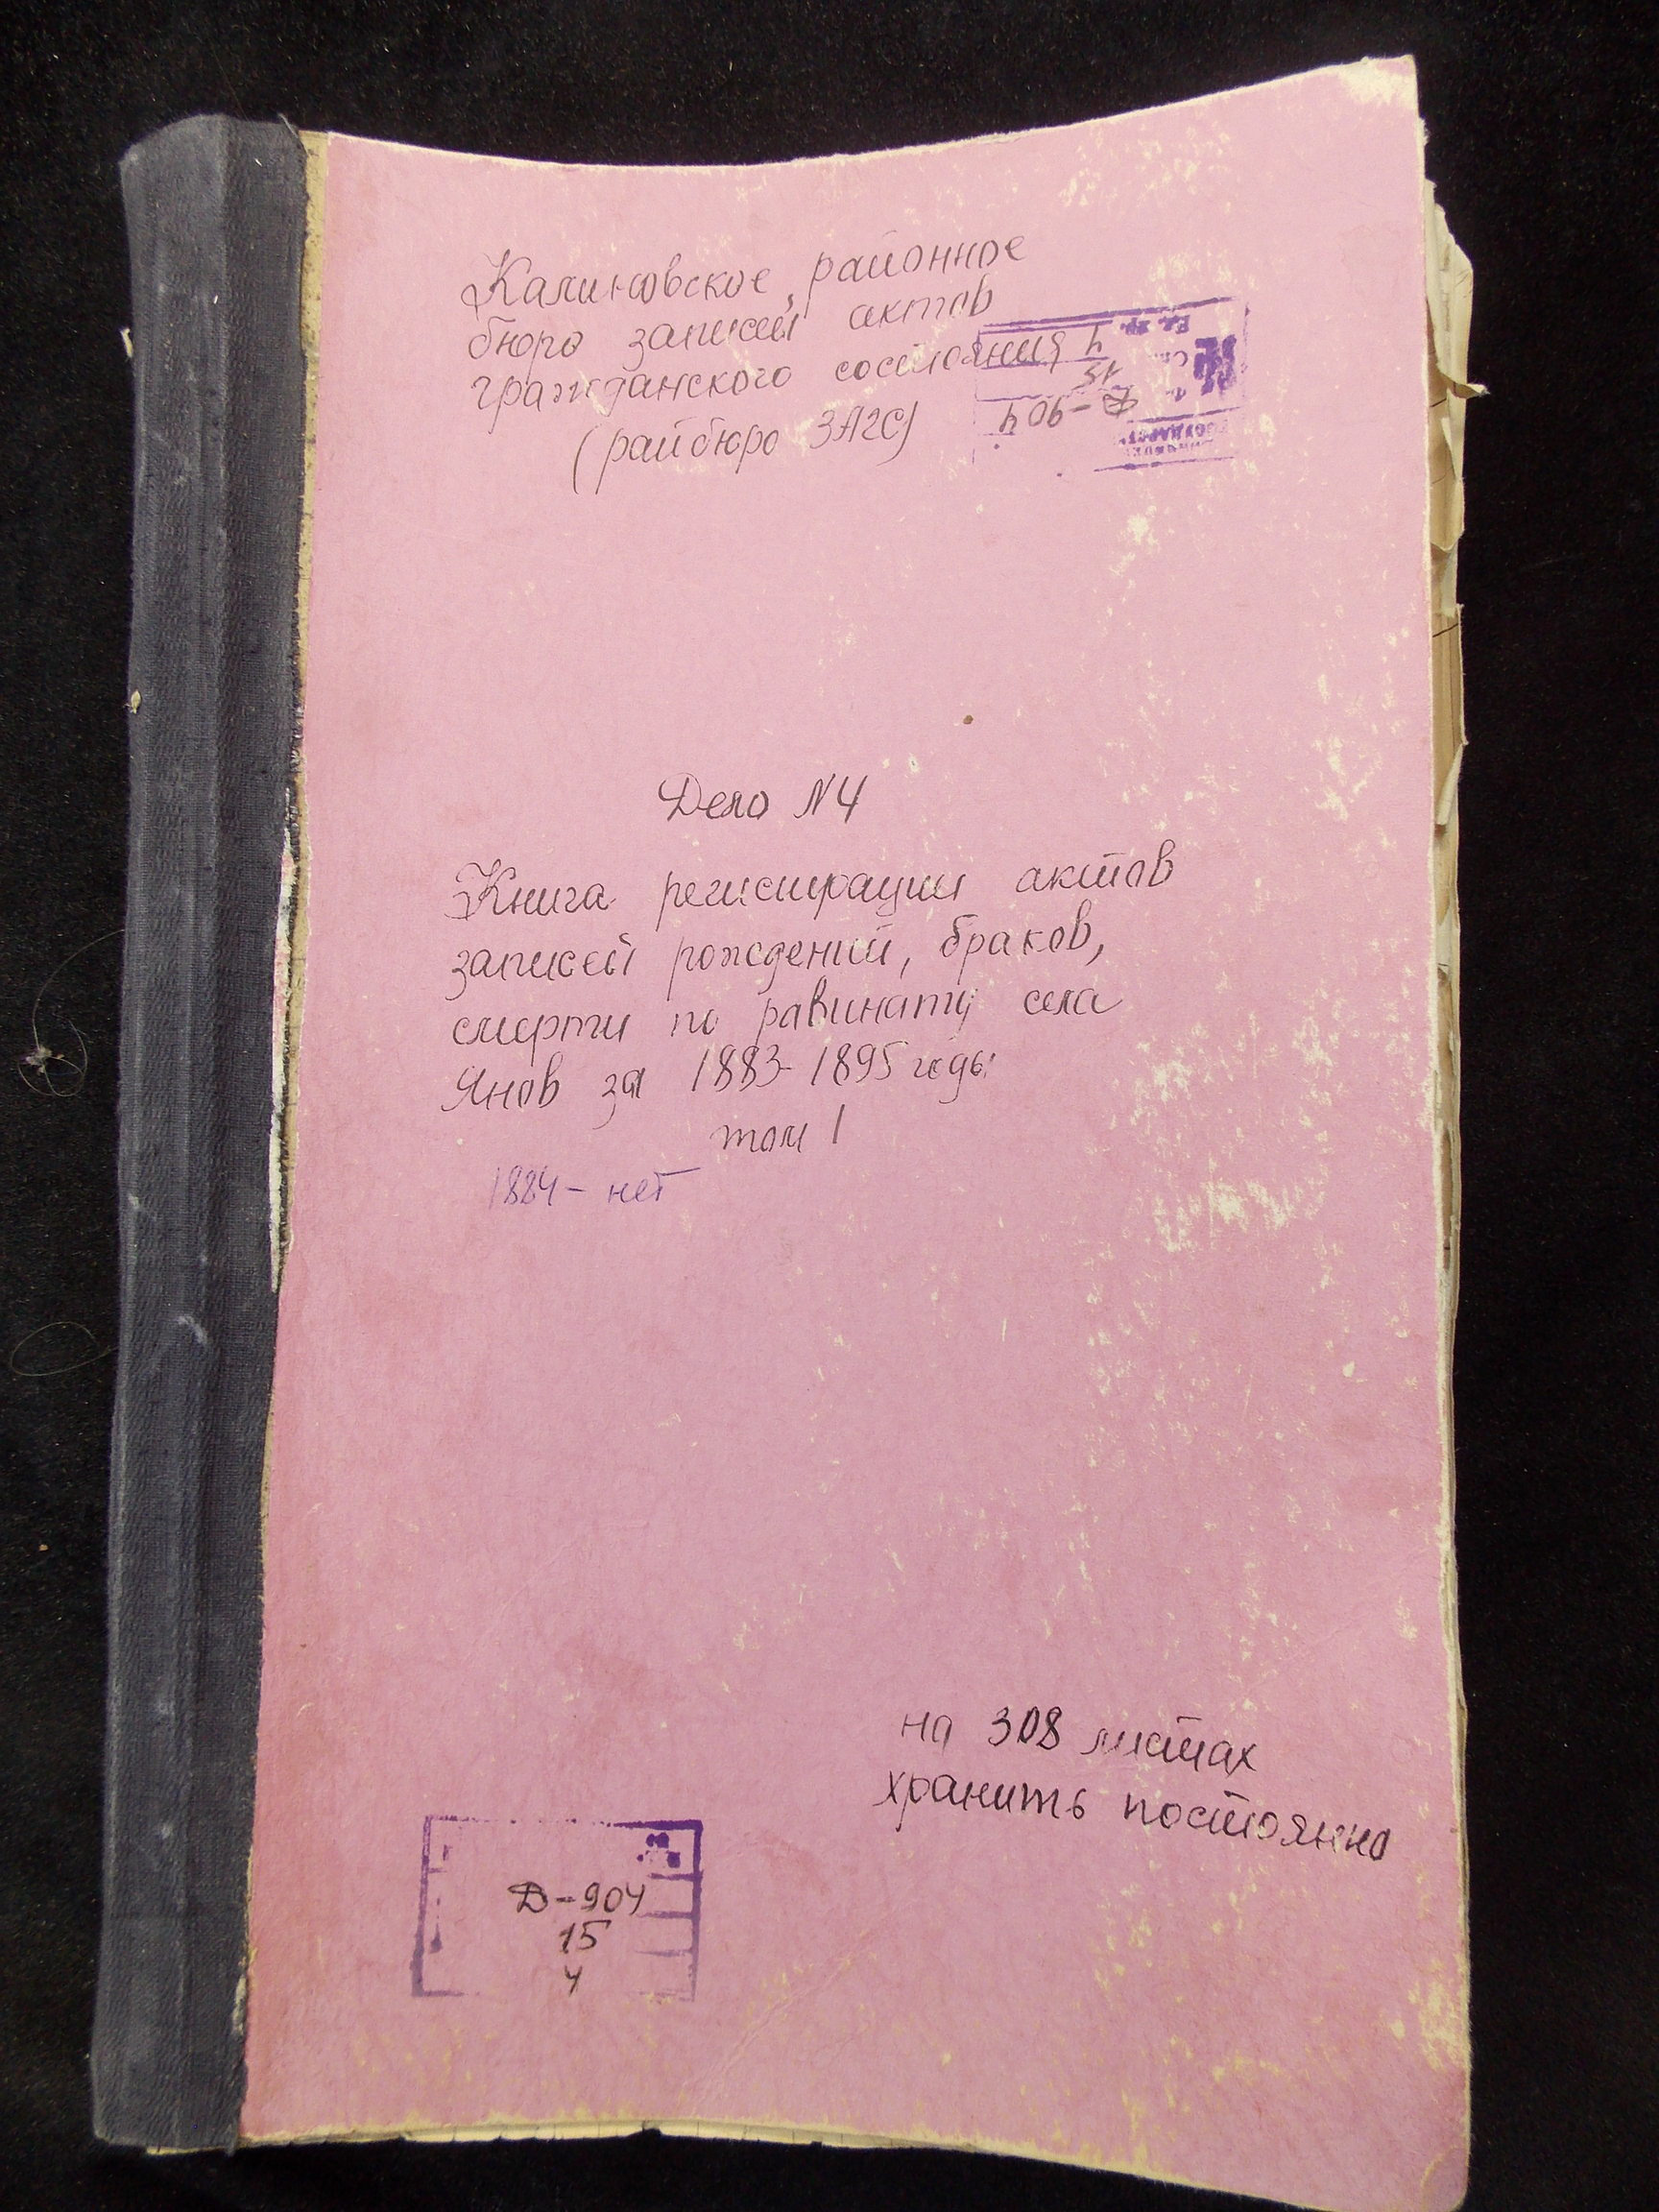 Калиновское районное
бюро записей актов
гражданского состояния
(райбюро ЗАГС)
Ед. хр. 4
15
Д-904
Дело N4
Книга регистрации актов
записей рождений, браков,
смерти по равинату села
Янов за 1883-1895 годы
том 1
1884 - нет
на 308 листах
хранить постоянно
Д-904
15
4